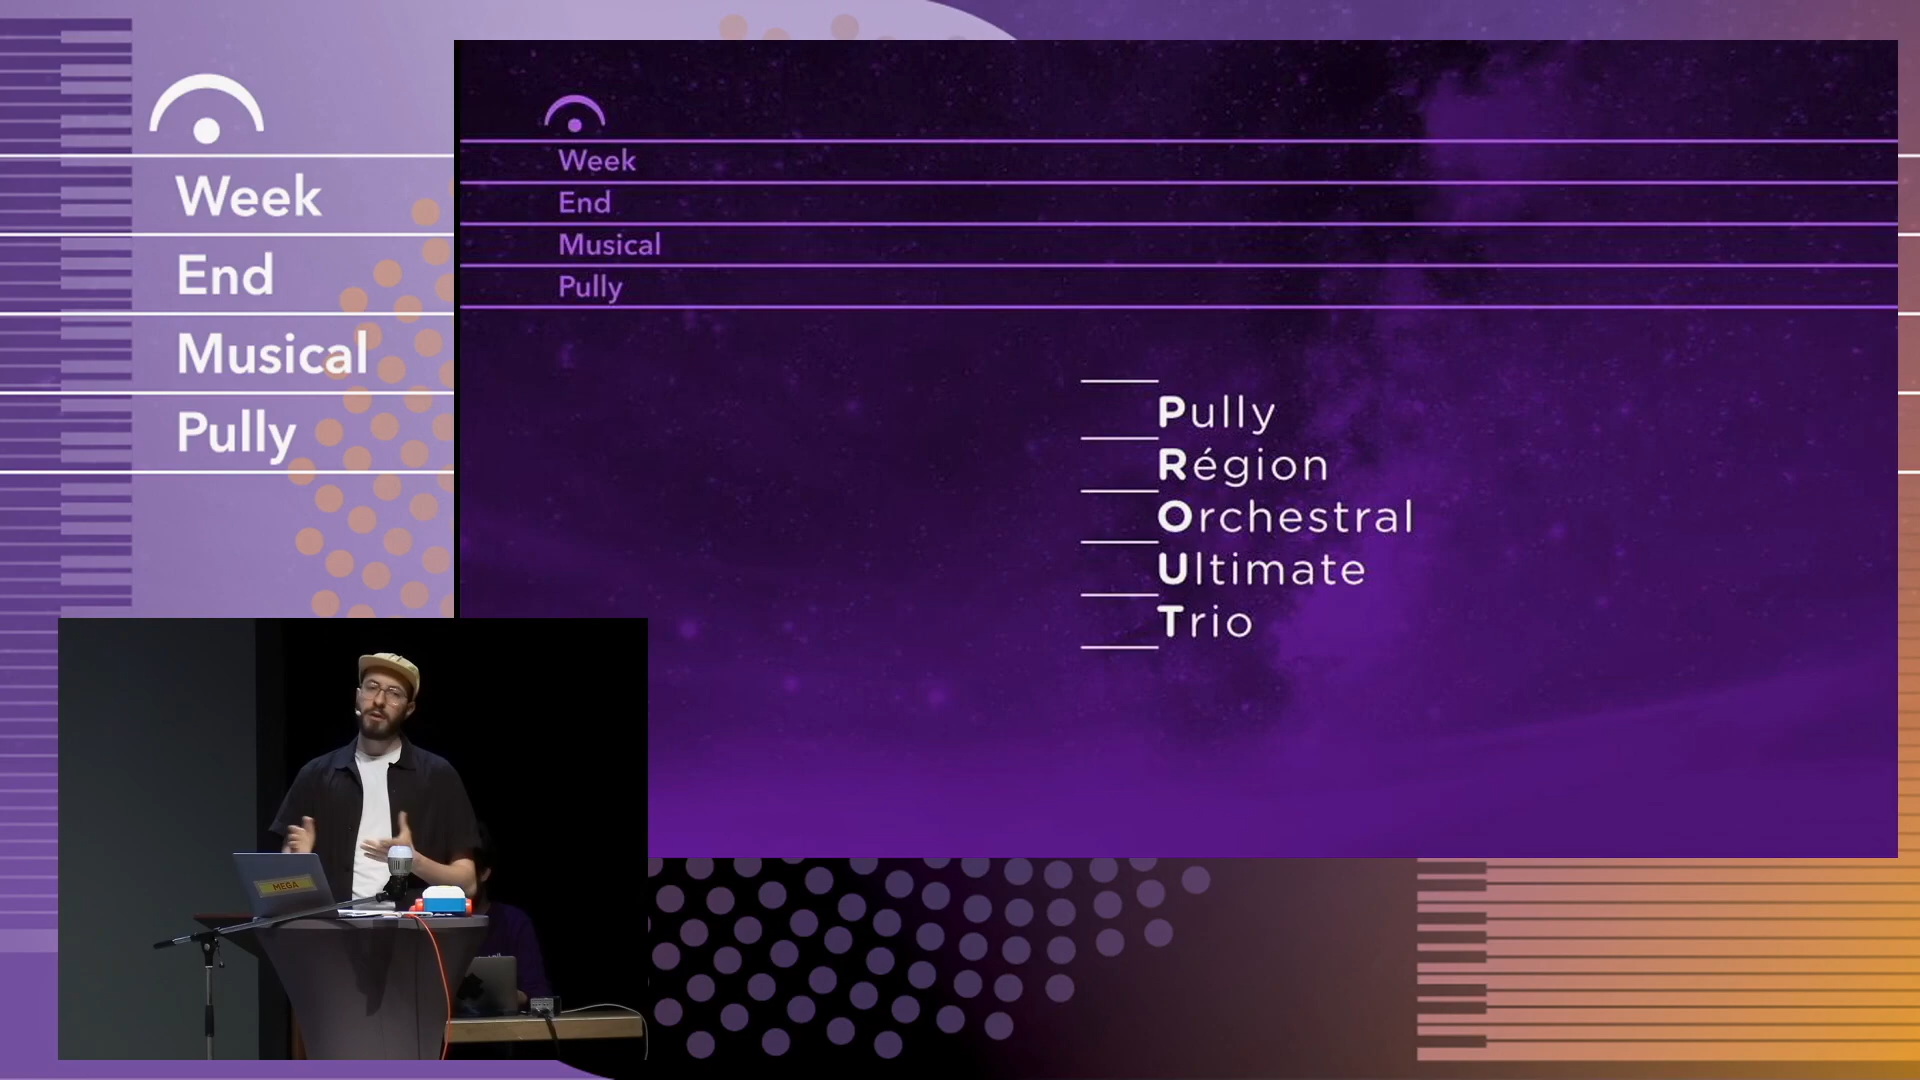 Week
End
Musical
Pully
Week
End
Musical
Pully
Pully
Région
Orchestral
Ultimate
Trio
MEGA